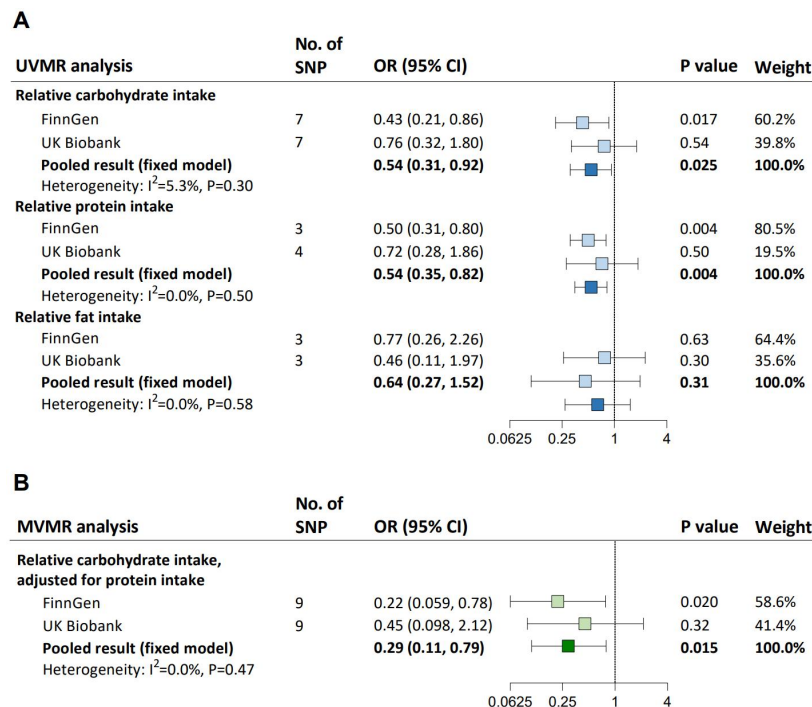 A
UVMR analysis No. of SNP OR (95% CI) P value Weight
Relative carbohydrate intake
FinnGen 7 0.43 (0.21, 0.86) 0.017 60.2%
UK Biobank 7 0.76 (0.32, 1.80) 0.54 39.8%
Pooled result (fixed model) 0.54 (0.31, 0.92) 0.025 100.0%
Heterogeneity: I²=5.3%, P=0.30
Relative protein intake
FinnGen 3 0.50 (0.31, 0.80) 0.004 80.5%
UK Biobank 4 0.72 (0.28, 1.86) 0.50 19.5%
Pooled result (fixed model) 0.54 (0.35, 0.82) 0.004 100.0%
Heterogeneity: I²=0.0%, P=0.50
Relative fat intake
FinnGen 3 0.77 (0.26, 2.26) 0.63 64.4%
UK Biobank 3 0.46 (0.11, 1.97) 0.30 35.6%
Pooled result (fixed model) 0.64 (0.27, 1.52) 0.31 100.0%
Heterogeneity: I²=0.0%, P=0.58
0.0625 0.25 1 4
B
MVMR analysis No. of SNP OR (95% CI) P value Weight
Relative carbohydrate intake,
adjusted for protein intake
FinnGen 9 0.22 (0.059, 0.78) 0.020 58.6%
UK Biobank 9 0.45 (0.098, 2.12) 0.32 41.4%
Pooled result (fixed model) 0.29 (0.11, 0.79) 0.015 100.0%
Heterogeneity: I²=0.0%, P=0.47
0.0625 0.25 1 4